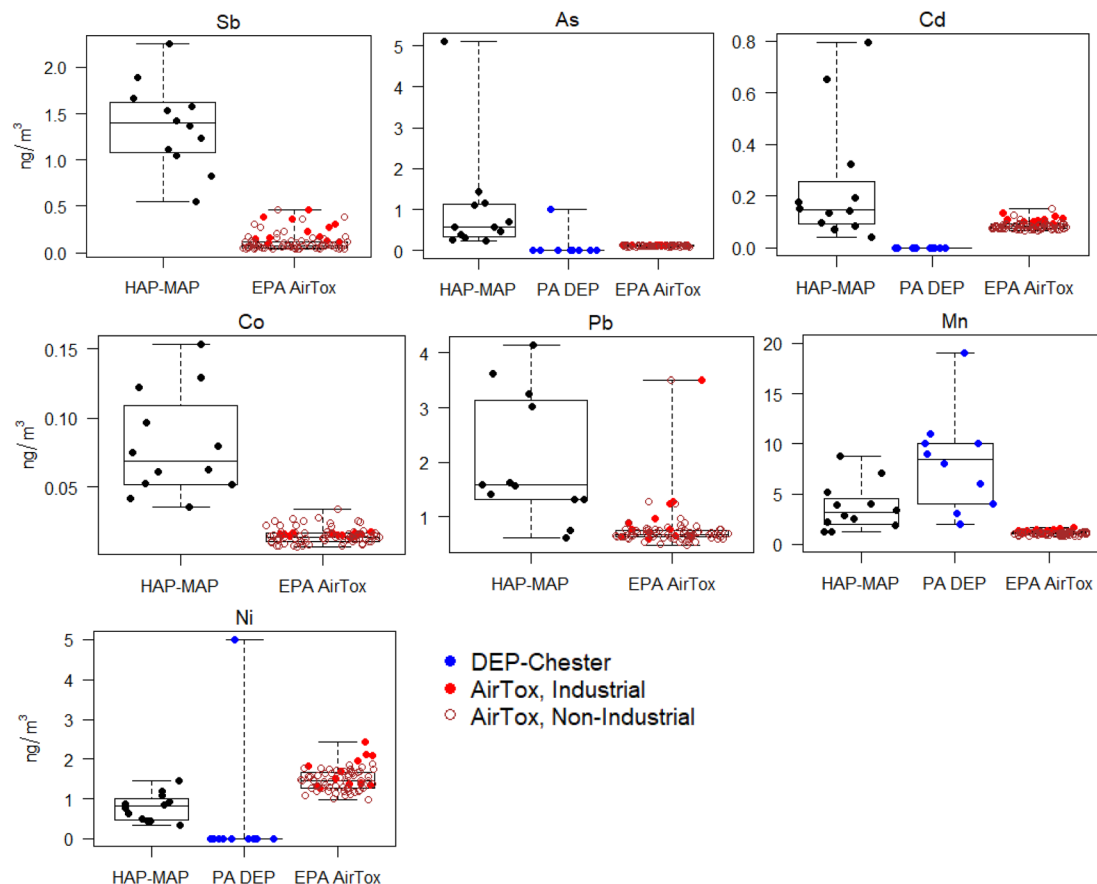 Sb
As
Cd
ng/m³
2.0
1.5
1.0
0.5
0.0
5
4
3
2
1
0
0.8
0.6
0.4
0.2
0.0
HAP-MAP
EPA AirTox
HAP-MAP
PA DEP
EPA AirTox
HAP-MAP
PA DEP
EPA AirTox
Co
Pb
Mn
ng/m³
0.15
0.10
0.05
4
3
2
1
20
15
10
5
0
HAP-MAP
EPA AirTox
HAP-MAP
EPA AirTox
HAP-MAP
PA DEP
EPA AirTox
Ni
ng/m³
5
4
3
2
1
0
HAP-MAP
PA DEP
EPA AirTox
DEP-Chester
AirTox, Industrial
AirTox, Non-Industrial